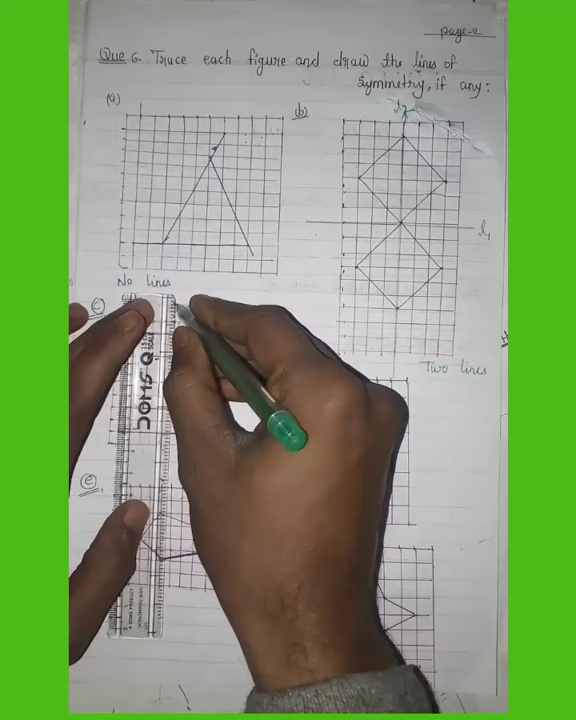 page-2
Que 6. Trace each figure and draw the lines of
Symmetry, if any:
(a)
(b)
l2
l1
No lines
Two lines
(c)
DOMS
SCALE
(e).